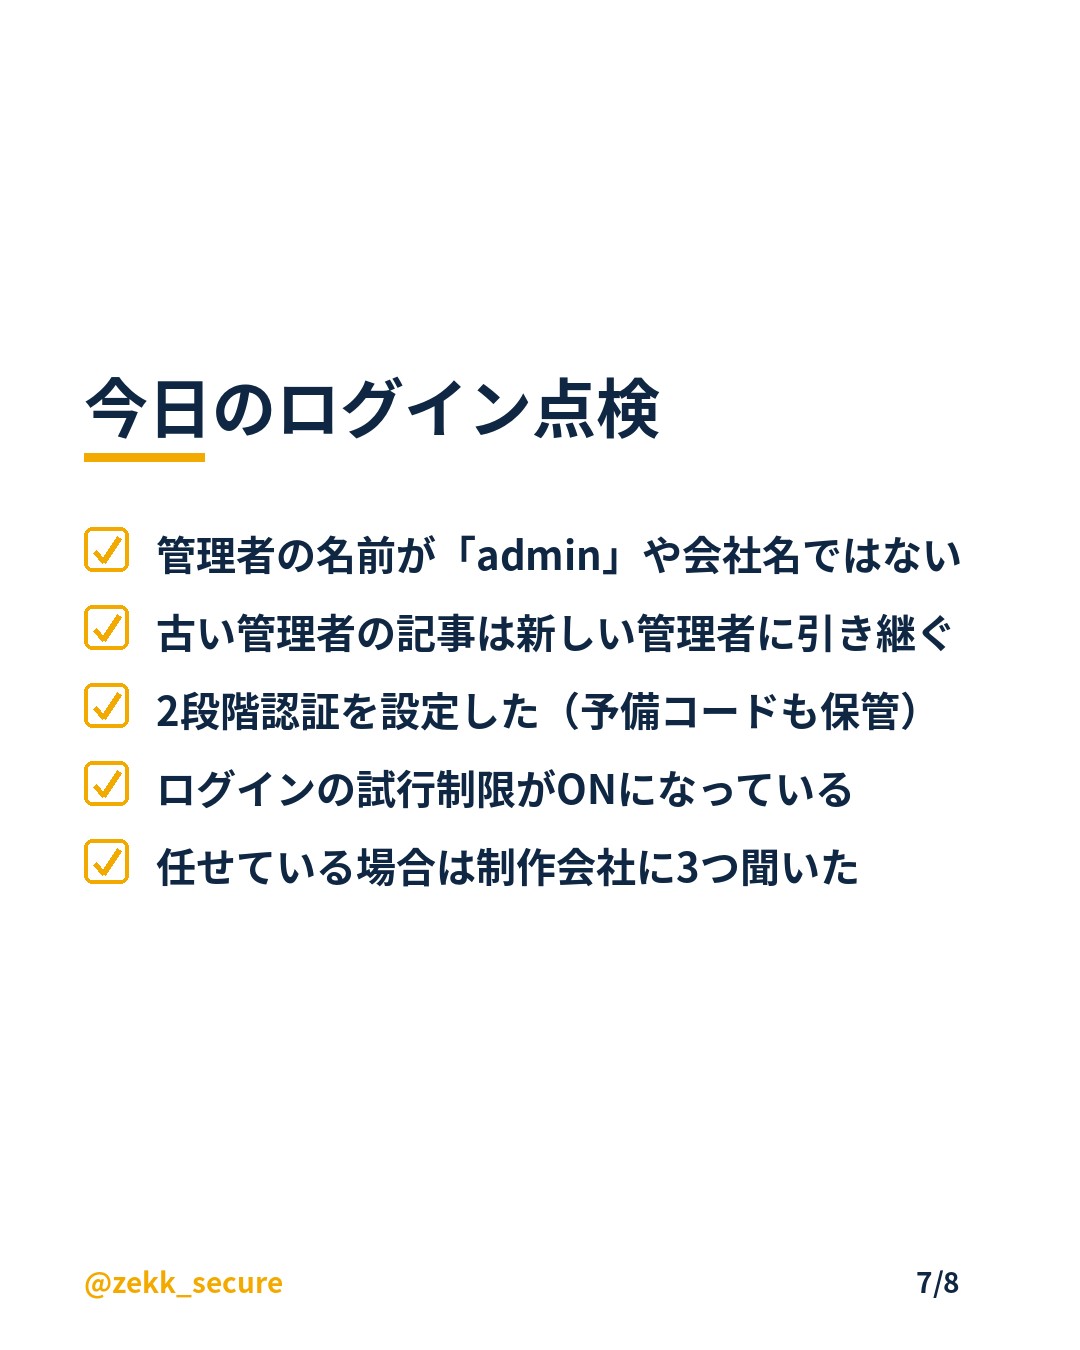 今日のログイン点検
管理者の名前が「admin」や会社名ではない
古い管理者の記事は新しい管理者に引き継ぐ
2段階認証を設定した（予備コードも保管）
ログインの試行制限がONになっている
任せている場合は制作会社に3つ聞いた
@zekk_secure
7/8